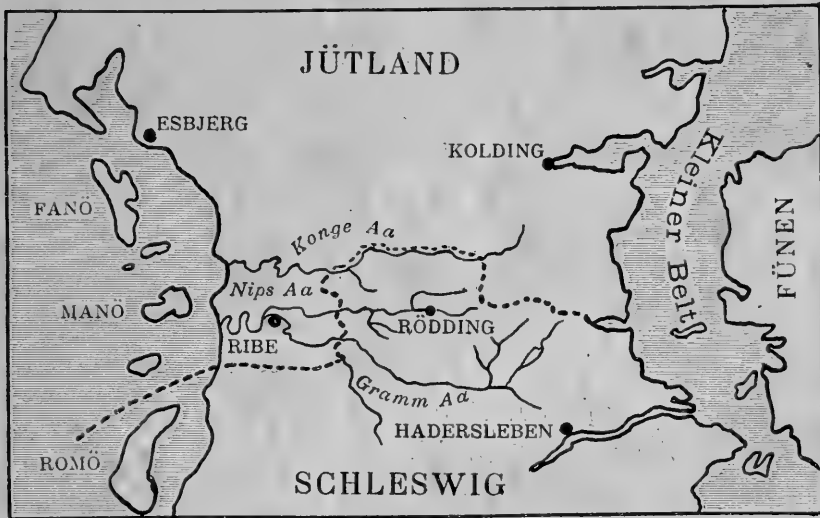 JÜTLAND
ESBJERG
KOLDING
Kleiner Belt
FANÖ
Konge Aa
FÜNEN
Nips Aa
MANÖ
RÖDDING
RIBE
Gramm Aa
HADERSLEBEN
ROMÖ
SCHLESWIG